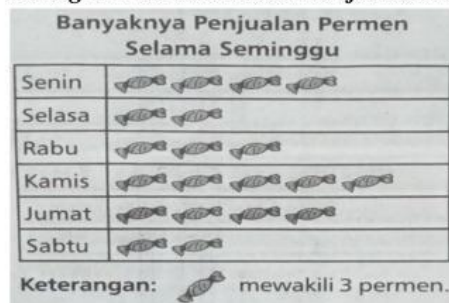 Banyaknya Penjualan Permen
Selama Seminggu
Senin
Selasa
Rabu
Kamis
Jumat
Sabtu
Keterangan: mewakili 3 permen.